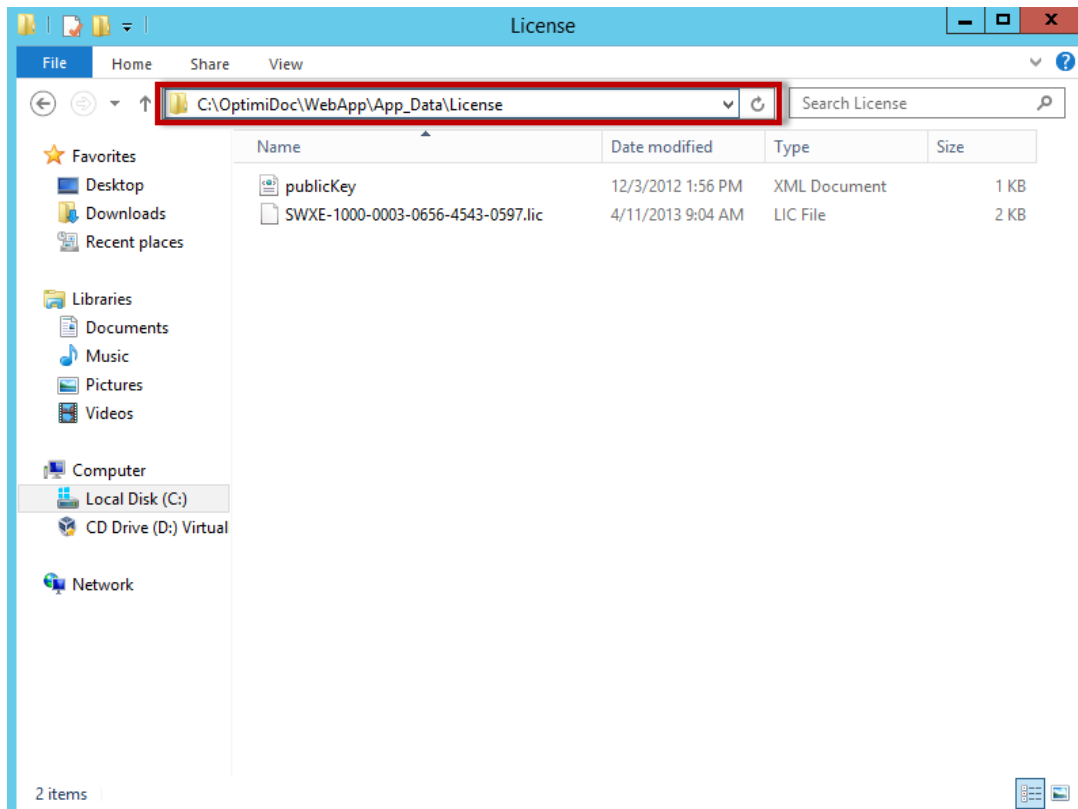 License
File Home Share View
C:\OptimiDoc\WebApp\App_Data\License Search License
Name Date modified Type Size
publicKey 12/3/2012 1:56 PM XML Document 1 KB
SWXE-1000-0003-0656-4543-0597.lic 4/11/2013 9:04 AM LIC File 2 KB
Favorites
Desktop
Downloads
Recent places
Libraries
Documents
Music
Pictures
Videos
Computer
Local Disk (C:)
CD Drive (D:) Virtual
Network
2 items